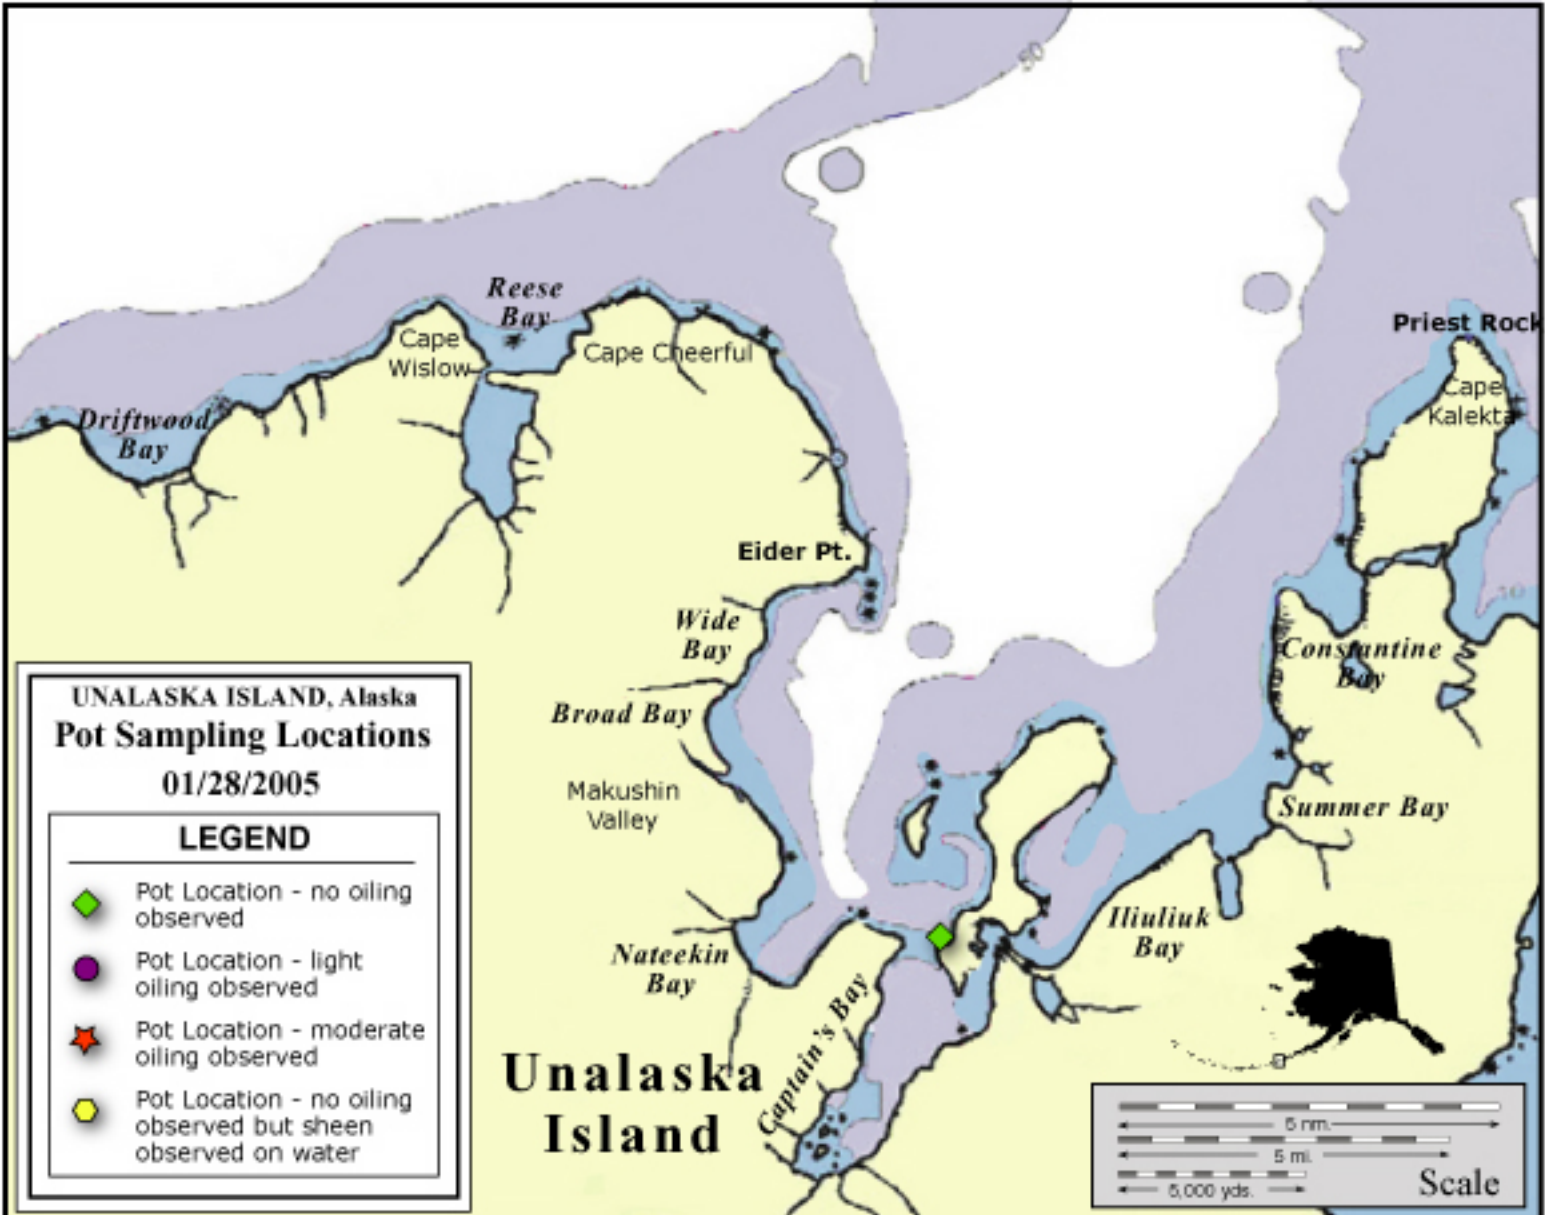 50
Reese
Bay
Priest Rock
Cape
Wislow
Cape Cheerful
Cape
Kalekta
Driftwood
Bay
Eider Pt.
10
Wide
Bay
Constantine
Bay
Broad Bay
Makushin
Valley
Summer Bay
Iliuliuk
Bay
Nateekin
Bay
Captain's Bay
Unalaska
Island
UNALASKA ISLAND, Alaska
Pot Sampling Locations
01/28/2005
LEGEND
Pot Location - no oiling
observed
Pot Location - light
oiling observed
Pot Location - moderate
oiling observed
Pot Location - no oiling
observed but sheen
observed on water
5 nm.
5 mi.
5,000 yds.
Scale